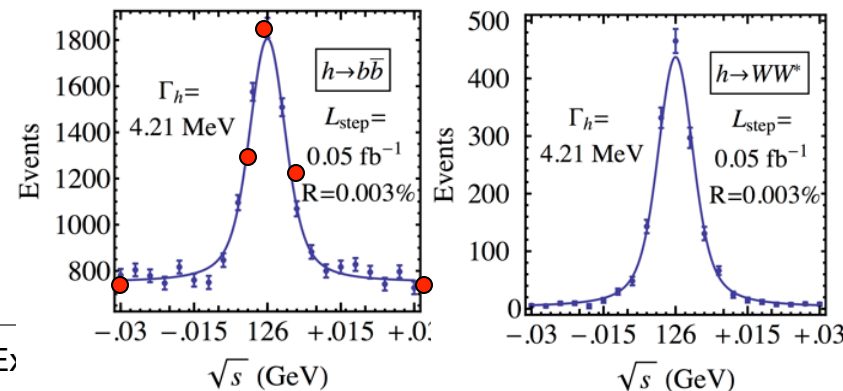 1800
1600
1400
1200
1000
800
Events
h→bb̅
Γh=
4.21 MeV
Lstep=
0.05 fb⁻¹
R=0.003%
−.03 −.015 126 +.015 +.03
√s (GeV)
500
400
300
200
100
0
Events
h→WW*
Γh=
4.21 MeV
Lstep=
0.05 fb⁻¹
R=0.003%
−.03 −.015 126 +.015 +.03
√s (GeV)